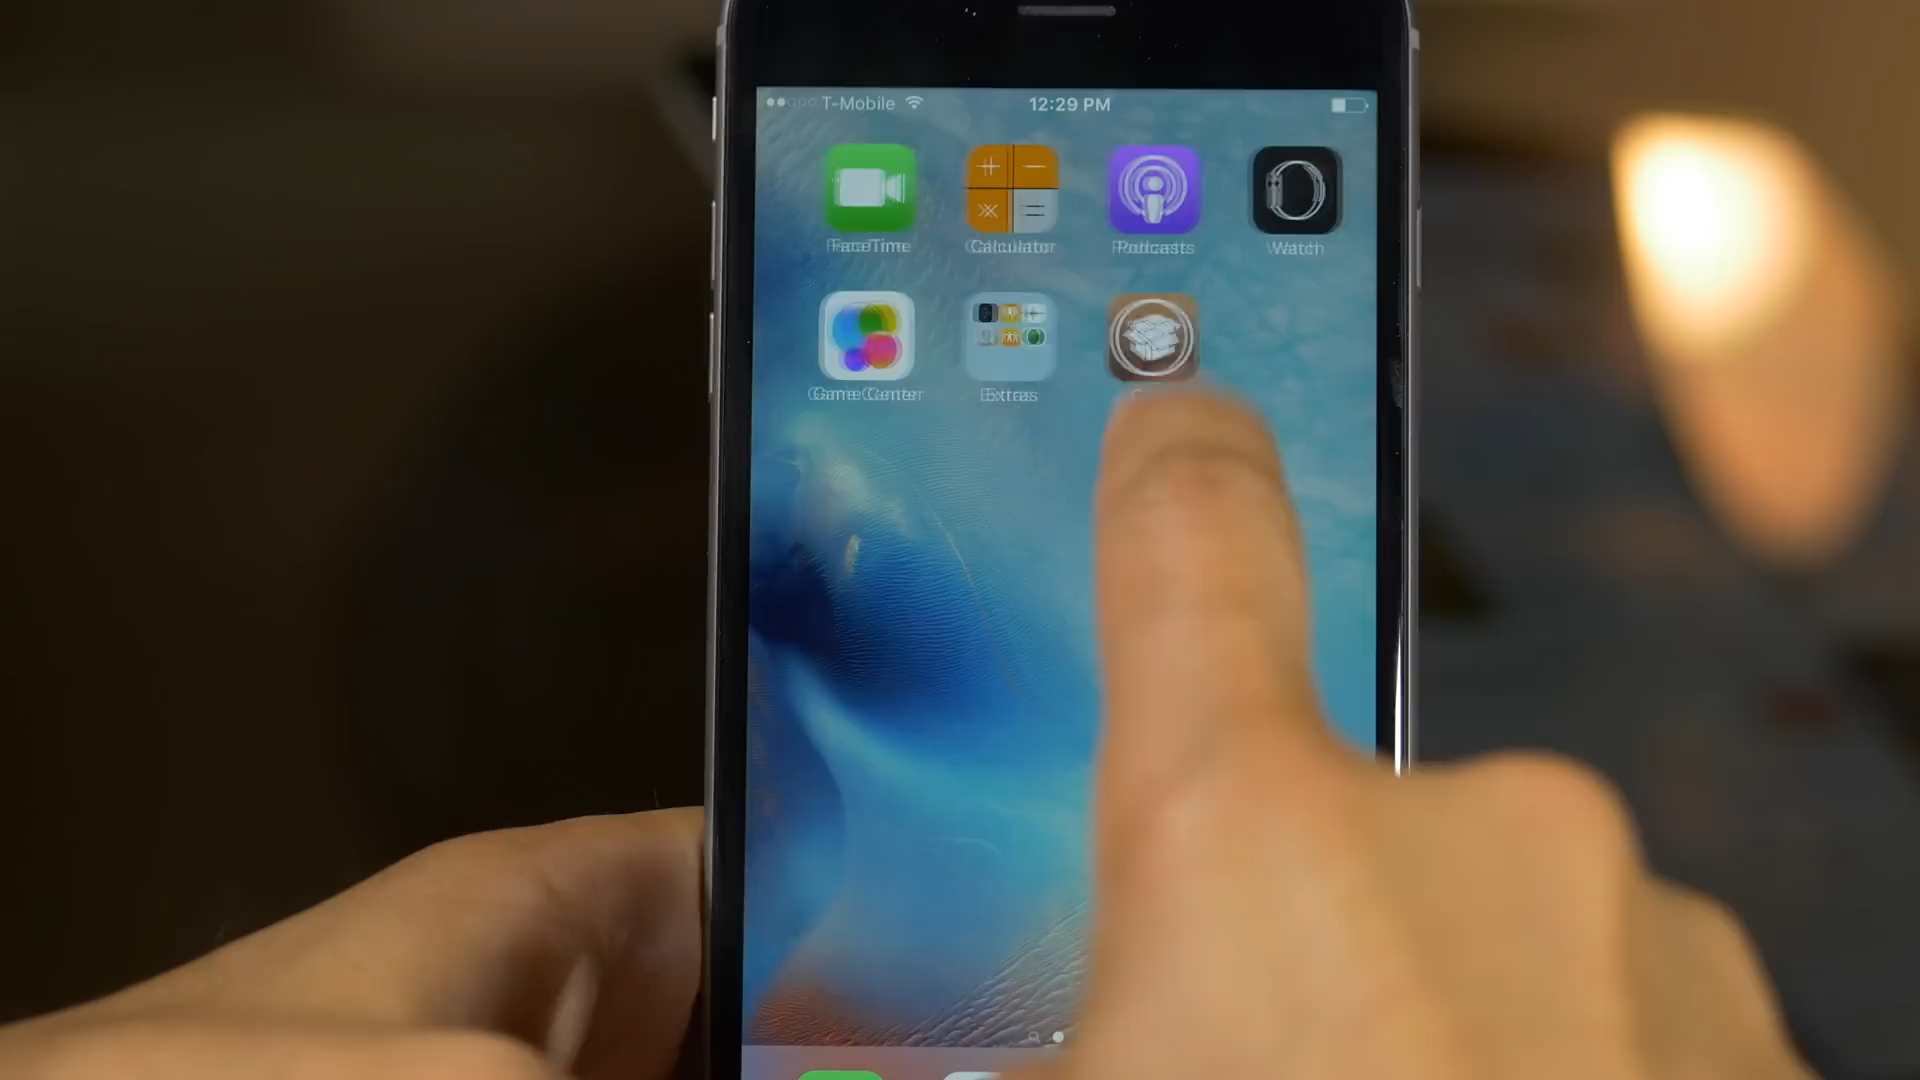 T-Mobile 12:29 PM
FaceTime Calculator Podcasts Watch
Game Center Extras